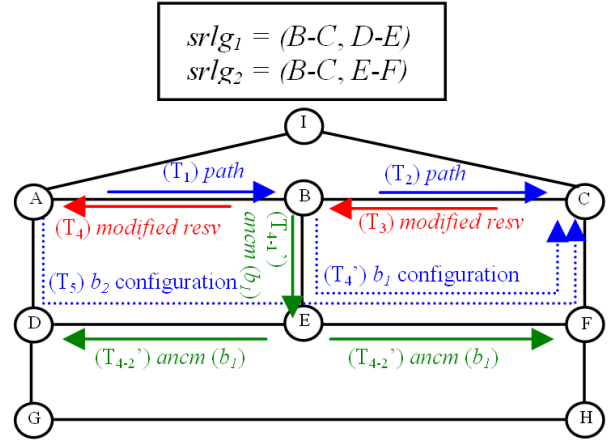 srlg₁ = (B-C, D-E)
srlg₂ = (B-C, E-F)
I
(T₁) path
(T₂) path
A
B
C
(T₄) modified resv
(T₃) modified resv
(T₄₋₁’)
ancm (b₁)
(T₅) b₂ configuration
(T₄’) b₁ configuration
D
E
F
(T₄₋₂’) ancm (b₁)
(T₄₋₂’) ancm (b₁)
G
H